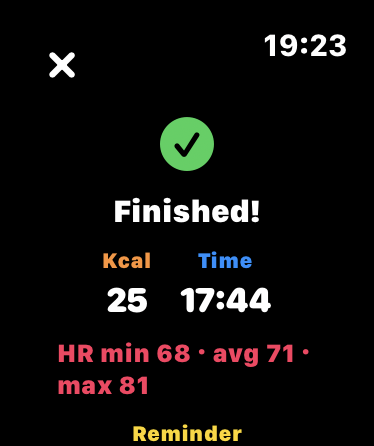 19:23
Finished!
Kcal Time
25 17:44
HR min 68 · avg 71 ·
max 81
Reminder